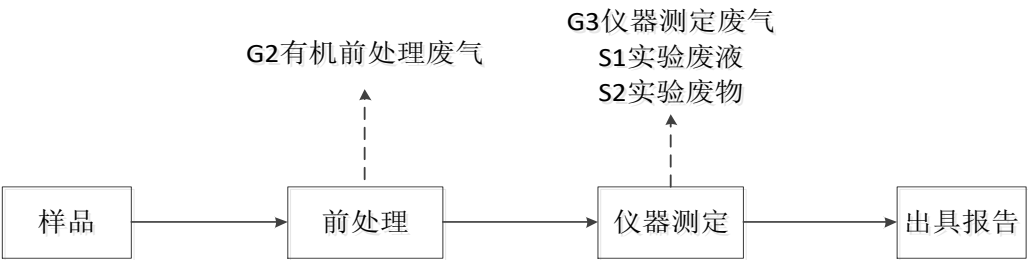 G2有机前处理废气
G3仪器测定废气
S1实验废液
S2实验废物
样品
前处理
仪器测定
出具报告